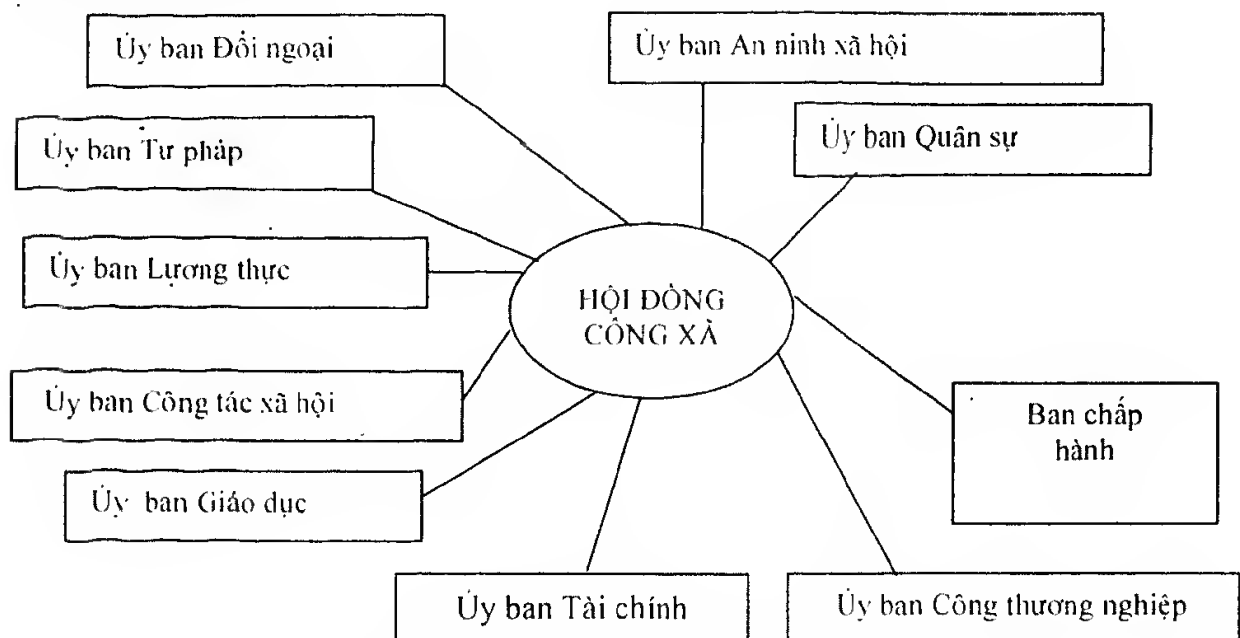 Ủy ban Đối ngoại
Ủy ban An ninh xã hội
Ủy ban Tư pháp
Ủy ban Quân sự
Ủy ban Lương thực
HỘI ĐỒNG
CÔNG XÃ
Ủy ban Công tác xã hội
Ban chấp
hành
Ủy ban Giáo dục
Ủy ban Tài chính
Ủy ban Công thương nghiệp